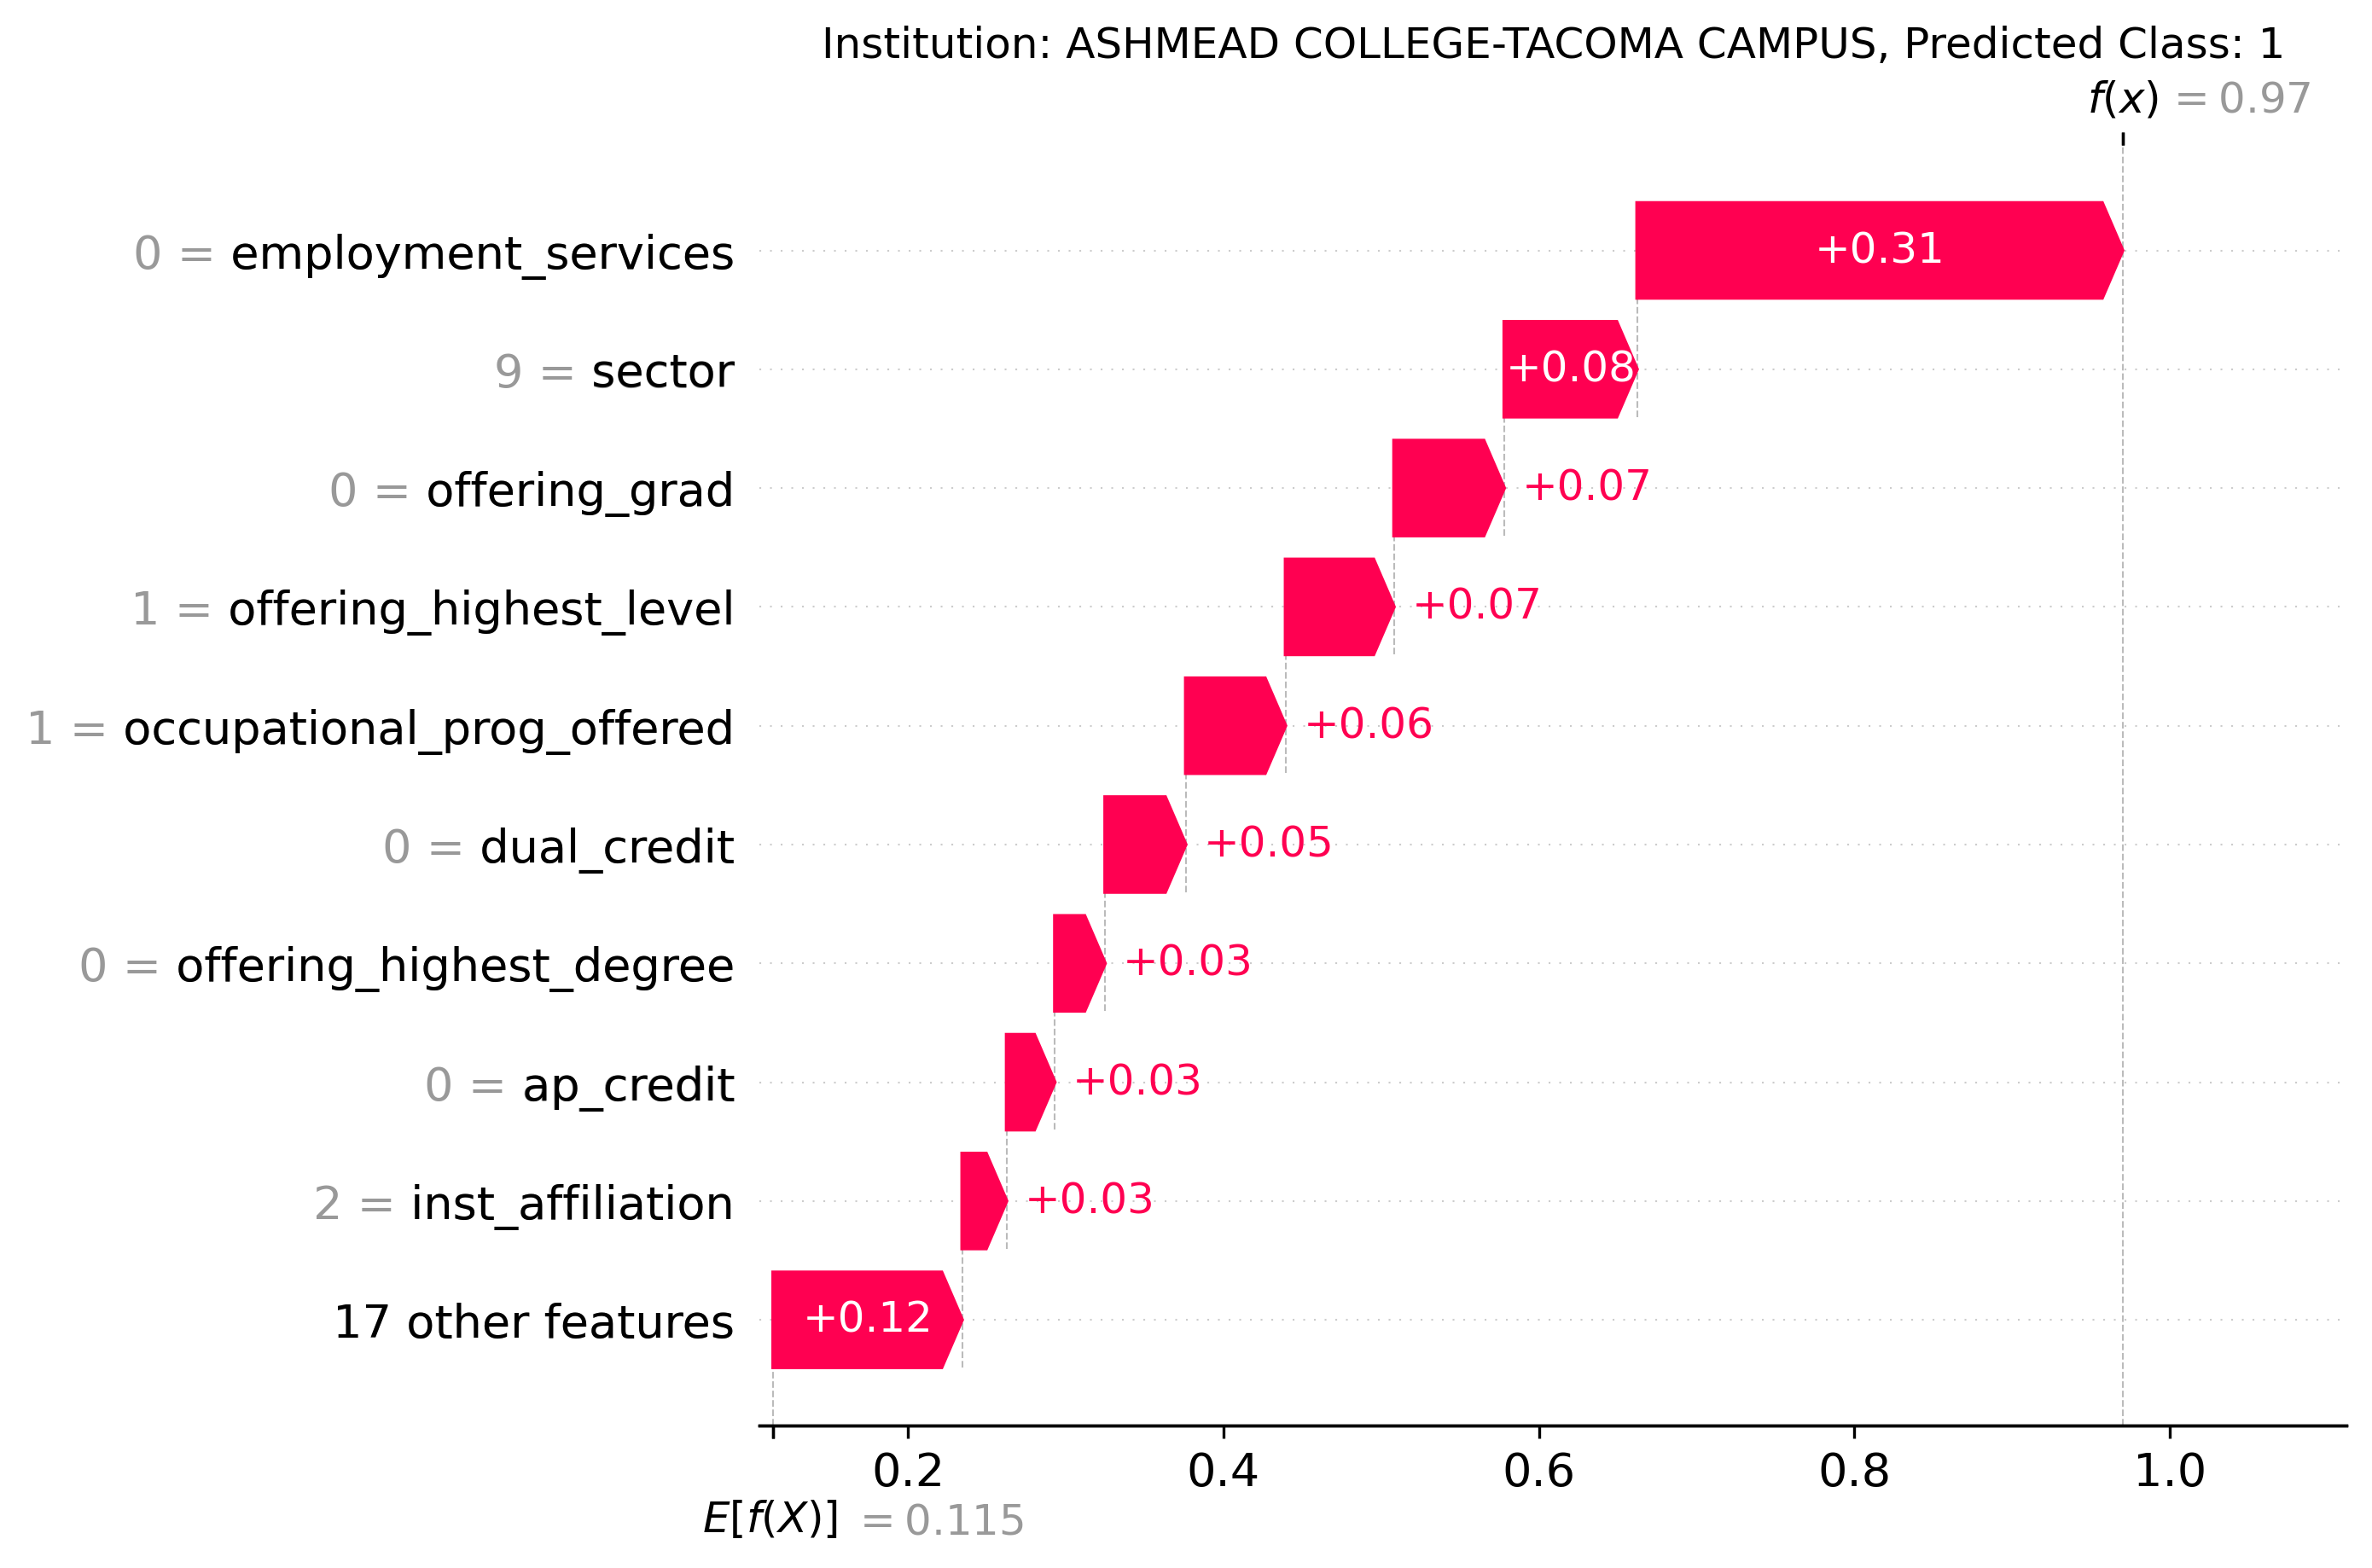 Institution: ASHMEAD COLLEGE-TACOMA CAMPUS, Predicted Class: 1
f(x) = 0.97
0 = employment_services +0.31
9 = sector +0.08
0 = offering_grad +0.07
1 = offering_highest_level +0.07
1 = occupational_prog_offered +0.06
0 = dual_credit +0.05
0 = offering_highest_degree +0.03
0 = ap_credit +0.03
2 = inst_affiliation +0.03
17 other features +0.12
0.2 0.4 0.6 0.8 1.0
E[f(X)] = 0.115